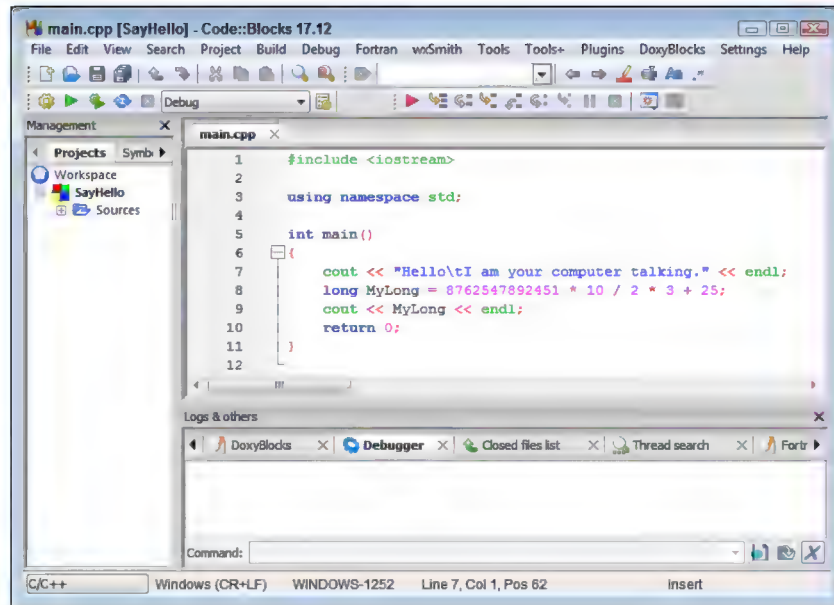 main.cpp [SayHello] - Code::Blocks 17.12
File Edit View Search Project Build Debug Fortran wxSmith Tools Tools+ Plugins DoxyBlocks Settings Help
Debug
Management
Projects Symb
Workspace
SayHello
Sources
main.cpp
1 #include <iostream>
2
3 using namespace std;
4
5 int main()
6 {
7 cout << "Hello\tI am your computer talking." << endl;
8 long MyLong = 8762547892451 * 10 / 2 * 3 + 25;
9 cout << MyLong << endl;
10 return 0;
11 }
12
Logs & others
DoxyBlocks Debugger Closed files list Thread search Fortr
Command:
C/C++ Windows (CR+LF) WINDOWS-1252 Line 7, Col 1, Pos 62 Insert